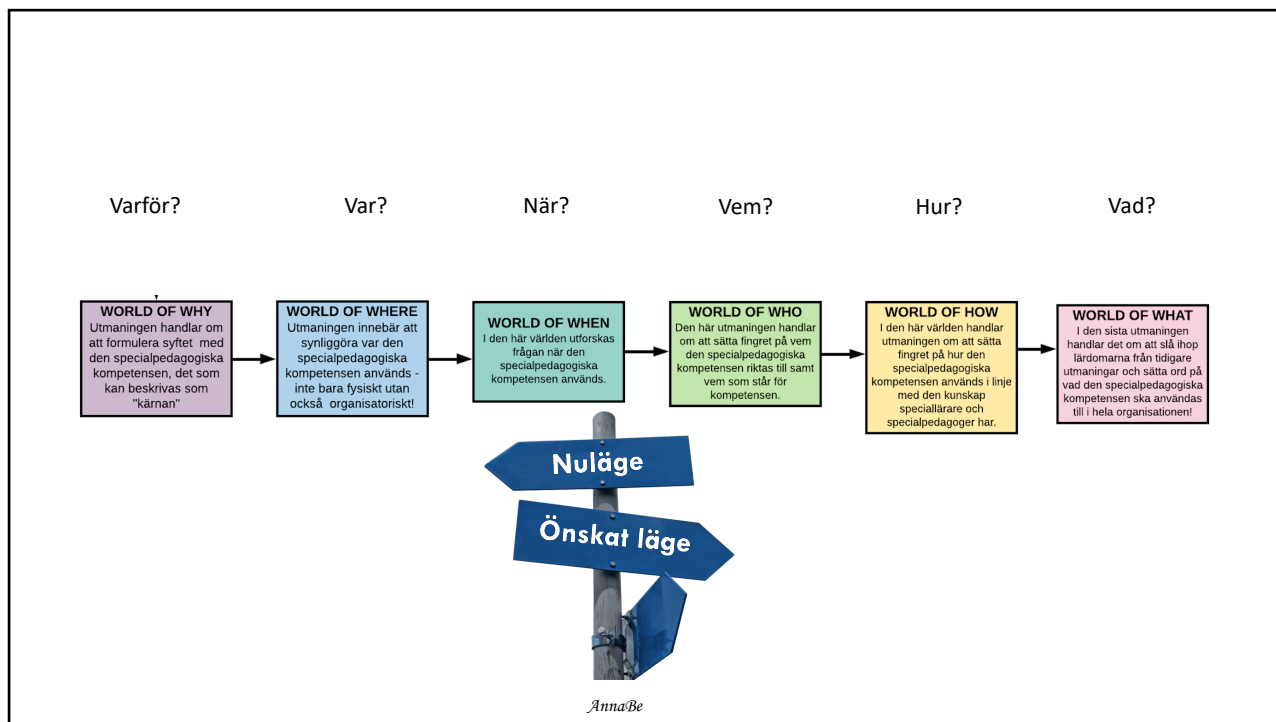 Varför?
Var?
När?
Vem?
Hur?
Vad?
WORLD OF WHY
Utmaningen handlar om
att formulera syftet med
den specialpedagogiska
kompetensen, det som
kan beskrivas som
"kärnan"
WORLD OF WHERE
Utmaningen innebär att
synliggöra var den
specialpedagogiska
kompetensen används -
inte bara fysiskt utan
också organisatoriskt!
WORLD OF WHEN
I den här världen utforskas
frågan när den
specialpedagogiska
kompetensen används.
WORLD OF WHO
Den här utmaningen handlar
om att sätta fingret på vem
den specialpedagogiska
kompetensen riktas till samt
vem som står för
kompetensen.
WORLD OF HOW
I den här världen handlar
utmaningen om att sätta
fingret på hur den
specialpedagogiska
kompetensen används i linje
med den kunskap
speciallärare och
specialpedagoger har.
WORLD OF WHAT
I den sista utmaningen
handlar det om att slå ihop
lärdomarna från tidigare
utmaningar och sätta ord på
vad den specialpedagogiska
kompetensen ska användas
till i hela organisationen!
Nuläge
Önskat läge
AnnaBe